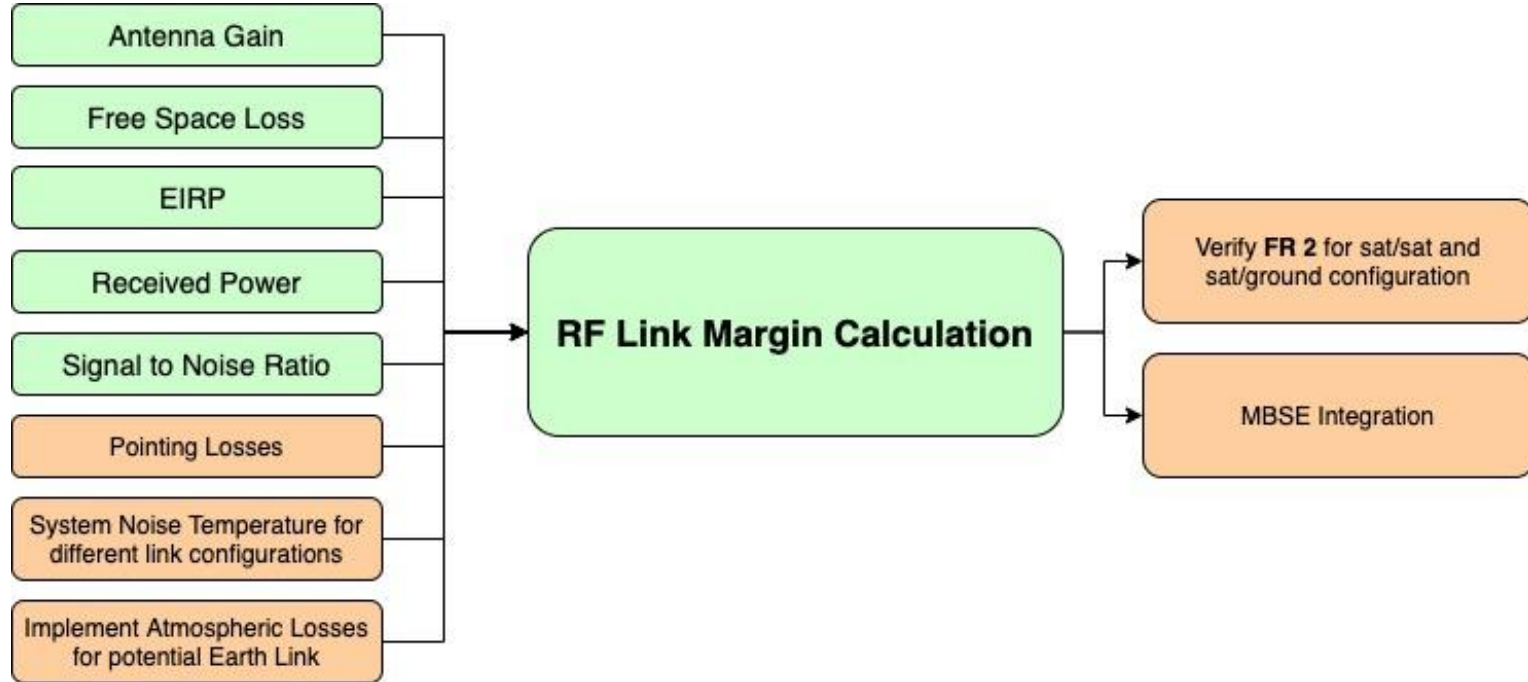 Antenna Gain
Free Space Loss
EIRP
Received Power
Signal to Noise Ratio
Pointing Losses
System Noise Temperature for
different link configurations
Implement Atmospheric Losses
for potential Earth Link
RF Link Margin Calculation
Verify FR 2 for sat/sat and
sat/ground configuration
MBSE Integration